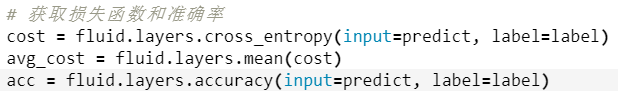 # 获取损失函数和准确率
cost = fluid.layers.cross_entropy(input=predict, label=label)
avg_cost = fluid.layers.mean(cost)
acc = fluid.layers.accuracy(input=predict, label=label)